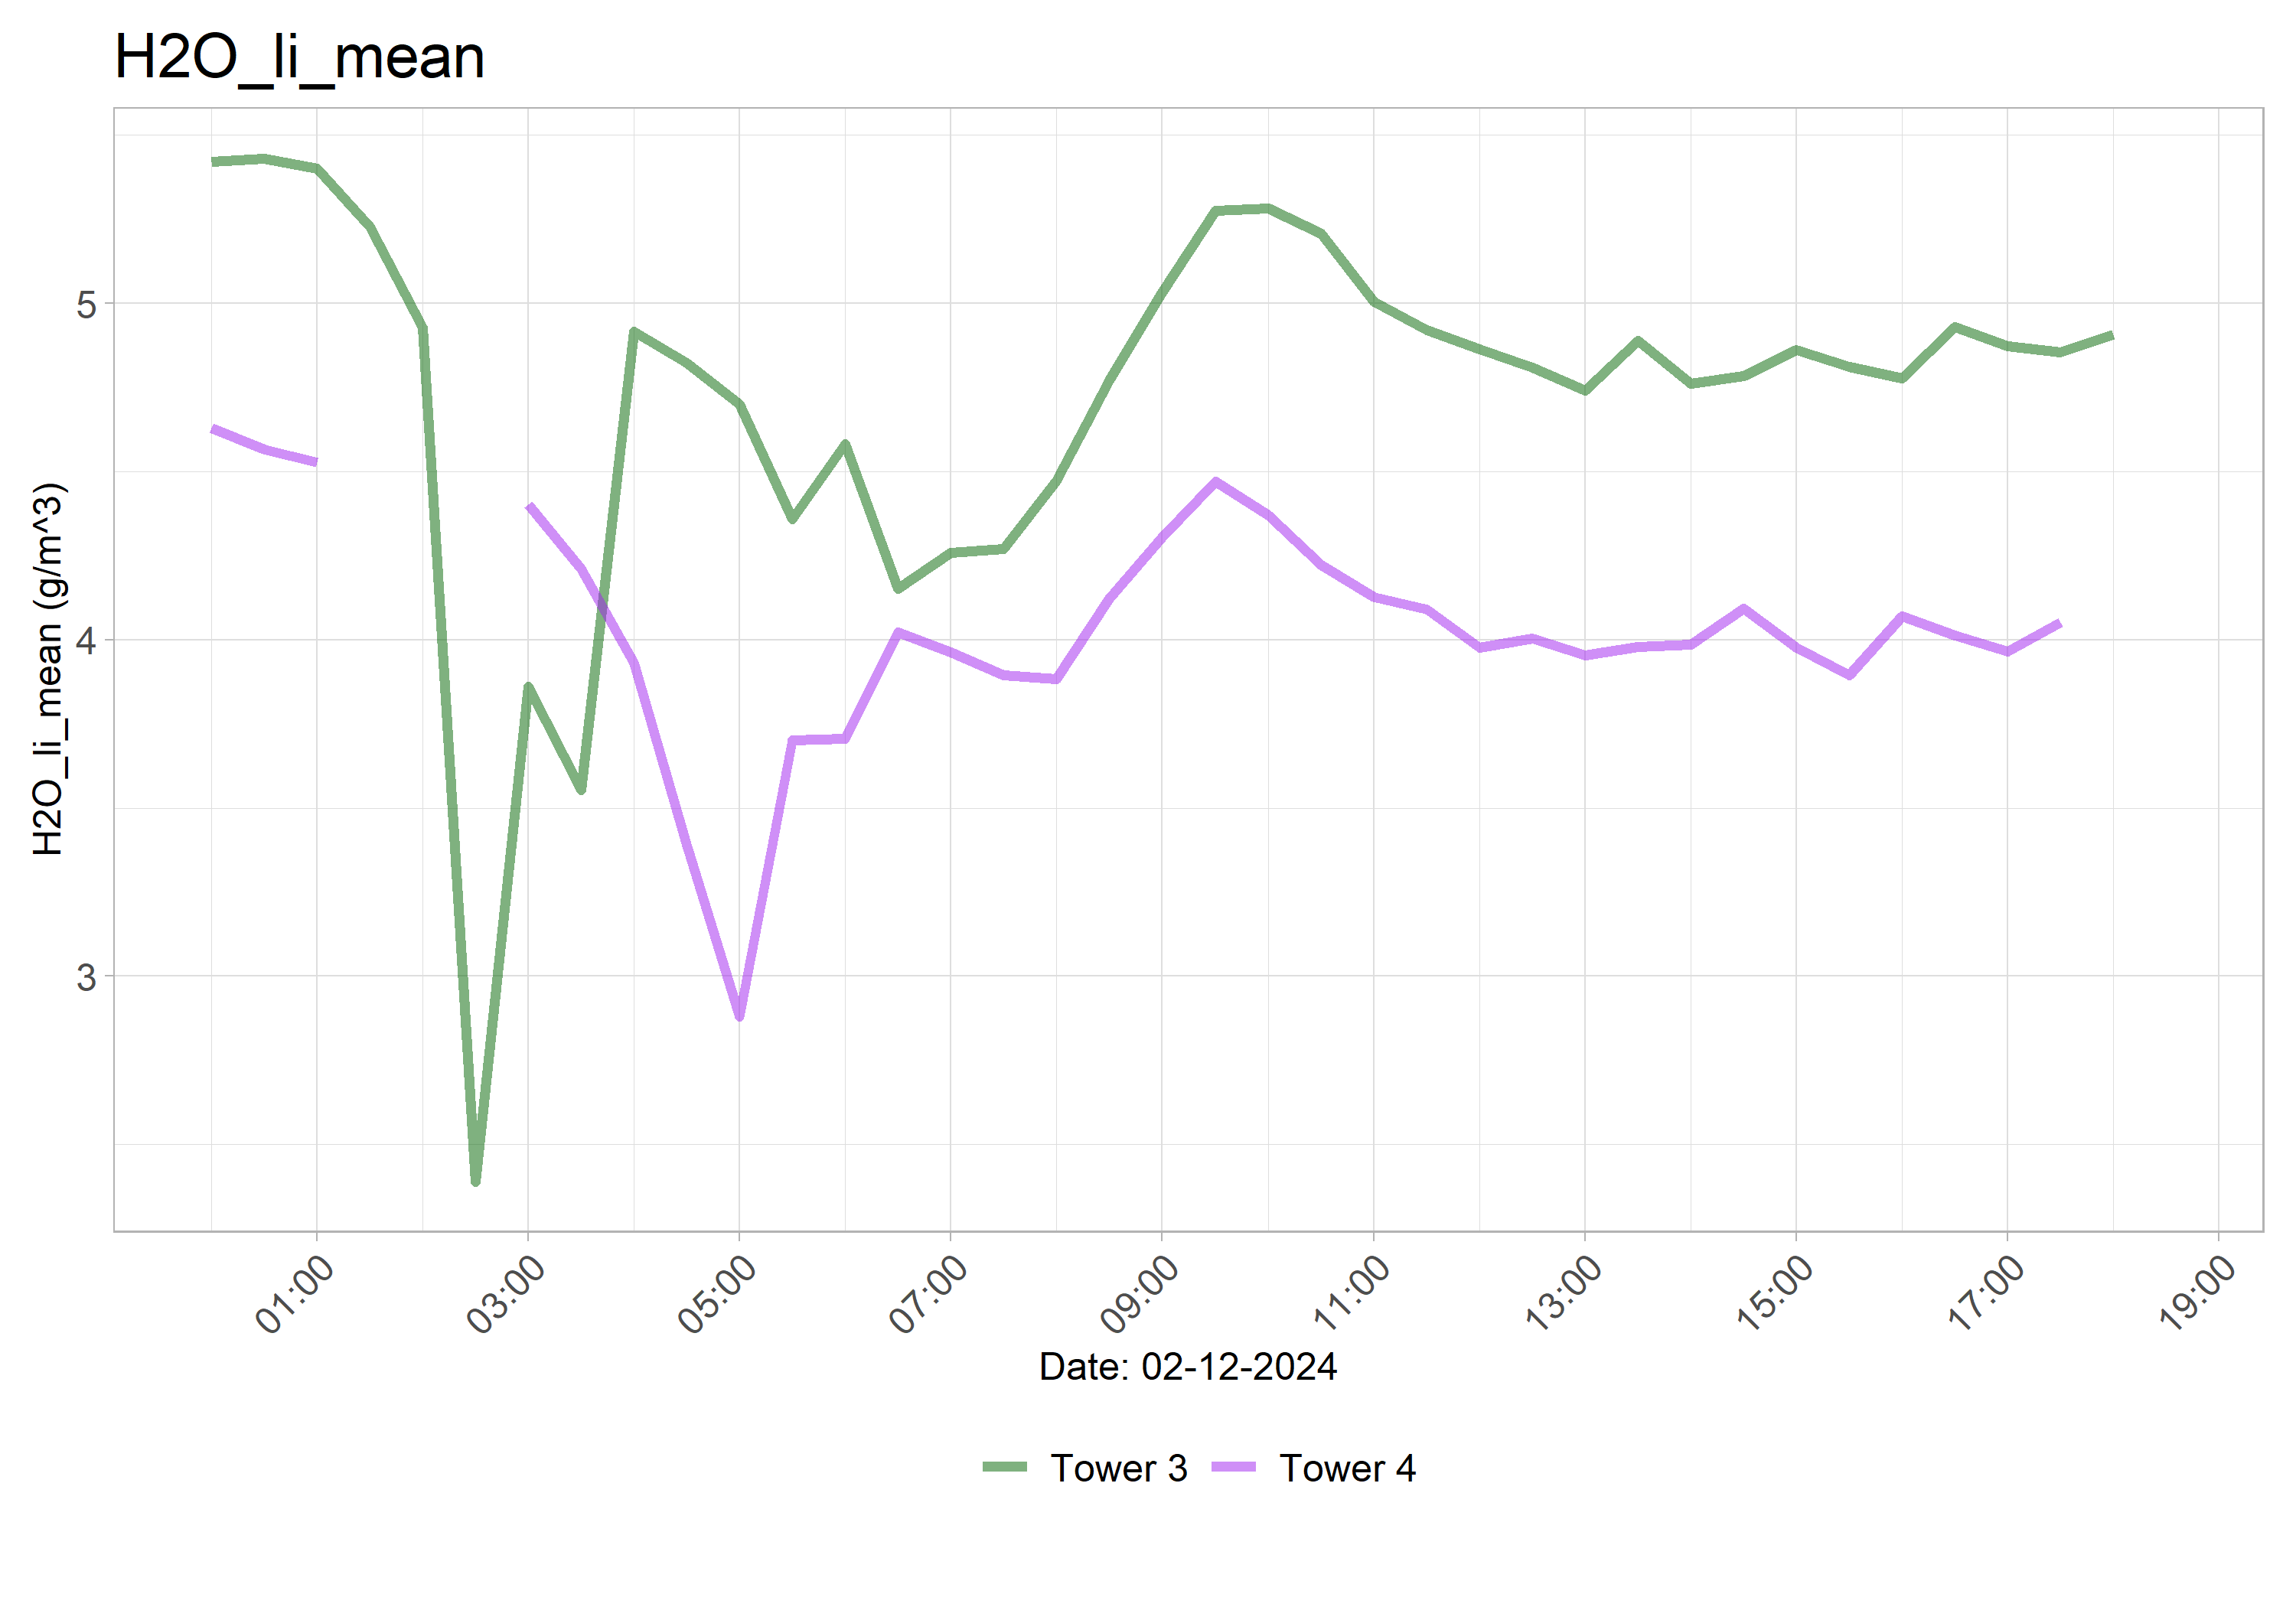 H2O_li_mean
H2O_li_mean (g/m^3)
5
4
3
01:00 03:00 05:00 07:00 09:00 11:00 13:00 15:00 17:00 19:00
Date: 02-12-2024
Tower 3 Tower 4